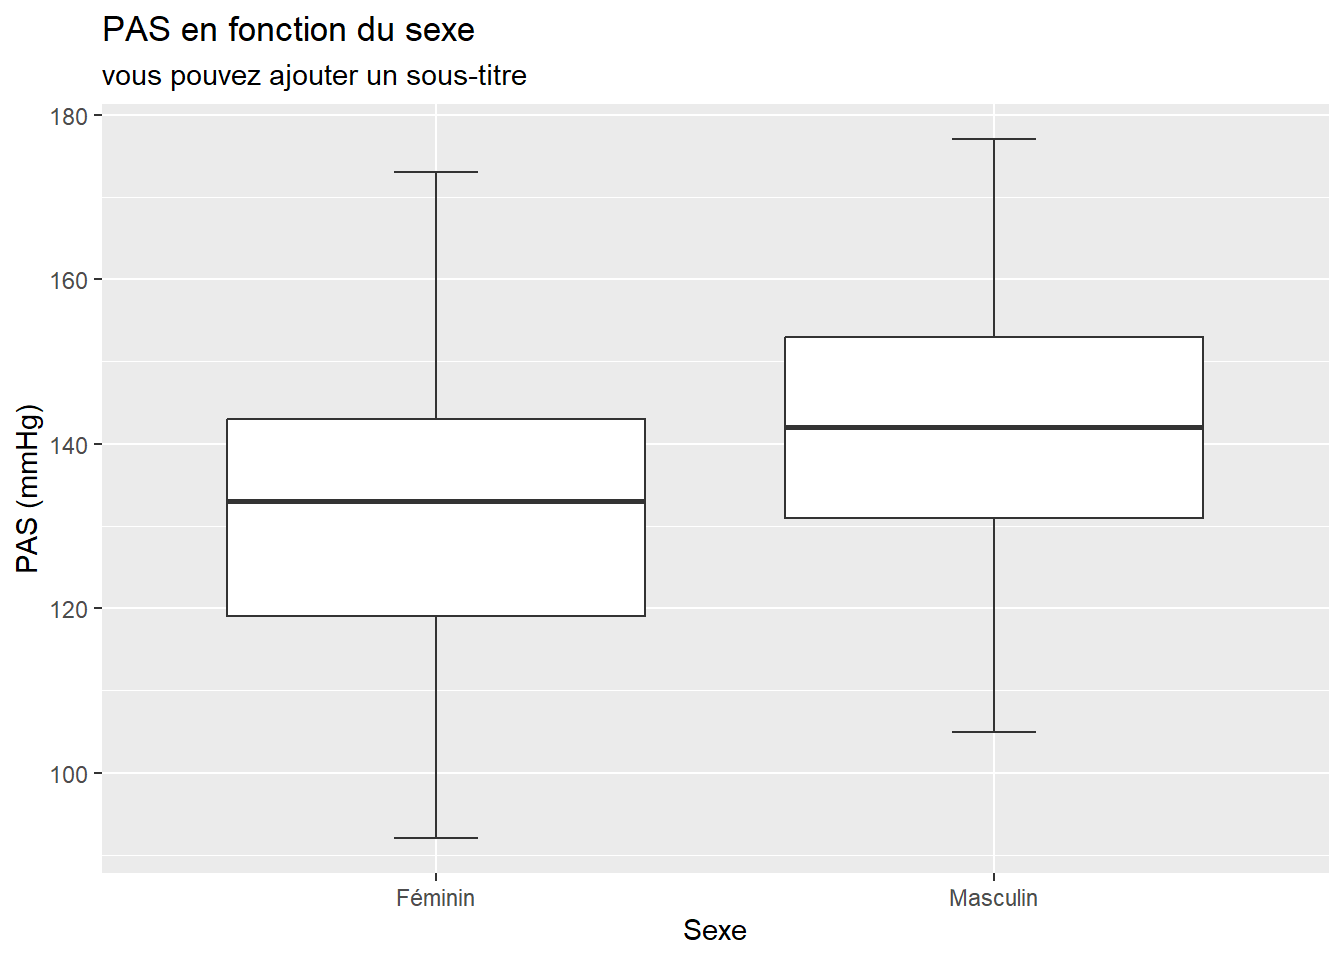 PAS en fonction du sexe
vous pouvez ajouter un sous-titre
180
160
140
120
100
PAS (mmHg)
Féminin
Masculin
Sexe